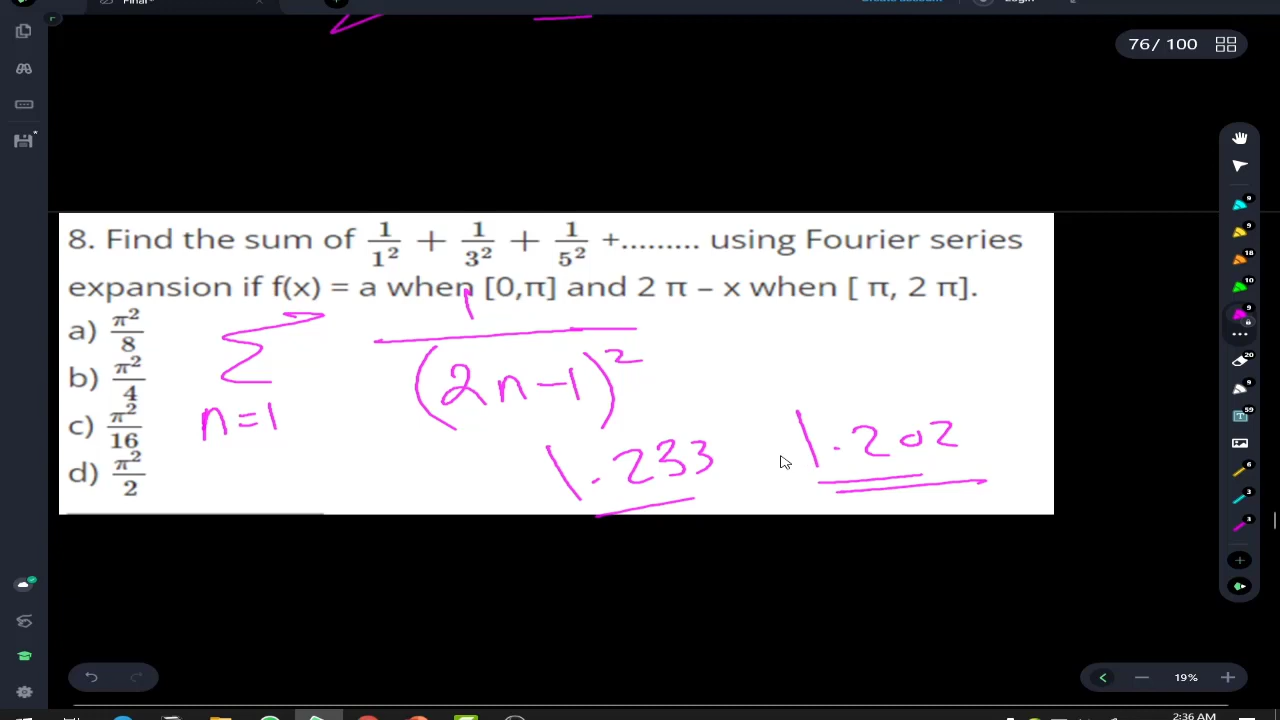 76/ 100
8. Find the sum of 1/1² + 1/3² + 1/5² +......... using Fourier series
expansion if f(x) = a when [0,π] and 2 π – x when [ π, 2 π].
a) π²/8
b) π²/4
c) π²/16
d) π²/2
∑ n=1 1/(2n-1)²
1.233 1.202
19%
2:36 AM